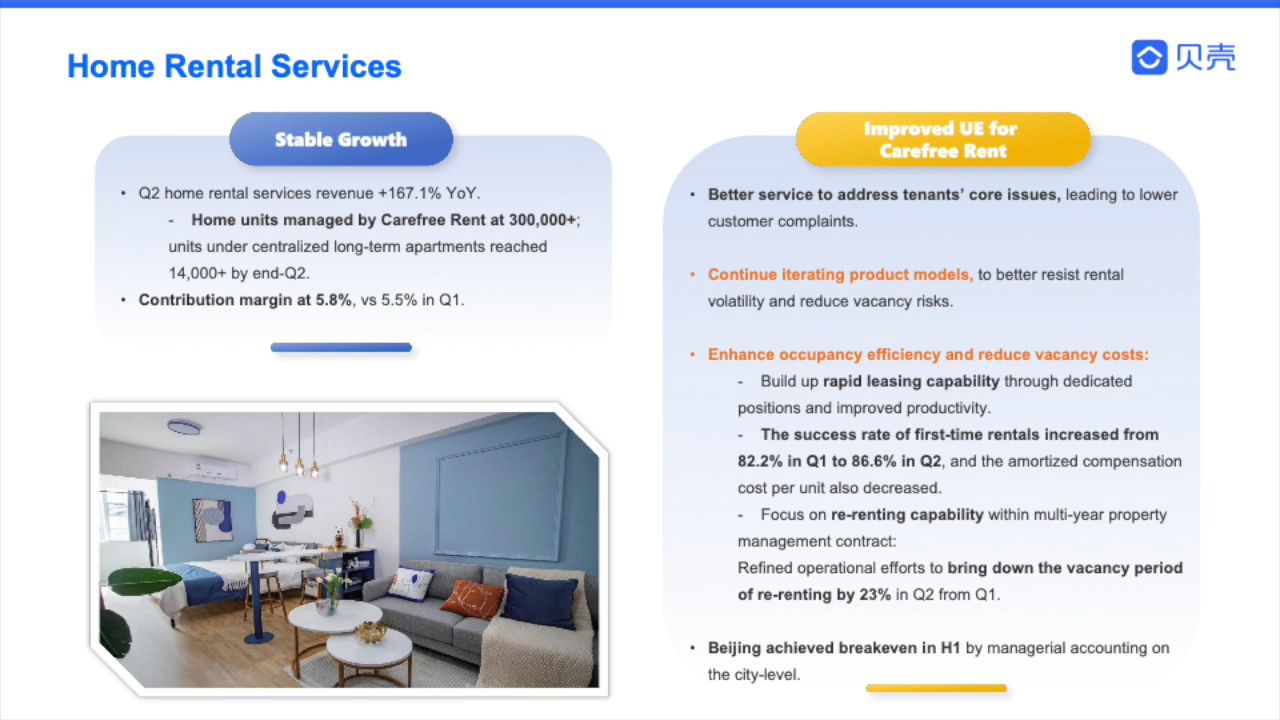 Home Rental Services
贝壳
Stable Growth
• Q2 home rental services revenue +167.1% YoY.
- Home units managed by Carefree Rent at 300,000+;
units under centralized long-term apartments reached
14,000+ by end-Q2.
• Contribution margin at 5.8%, vs 5.5% in Q1.
Improved UE for
Carefree Rent
• Better service to address tenants’ core issues, leading to lower
customer complaints.
• Continue iterating product models, to better resist rental
volatility and reduce vacancy risks.
• Enhance occupancy efficiency and reduce vacancy costs:
- Build up rapid leasing capability through dedicated
positions and improved productivity.
- The success rate of first-time rentals increased from
82.2% in Q1 to 86.6% in Q2, and the amortized compensation
cost per unit also decreased.
- Focus on re-renting capability within multi-year property
management contract:
Refined operational efforts to bring down the vacancy period
of re-renting by 23% in Q2 from Q1.
• Beijing achieved breakeven in H1 by managerial accounting on
the city-level.